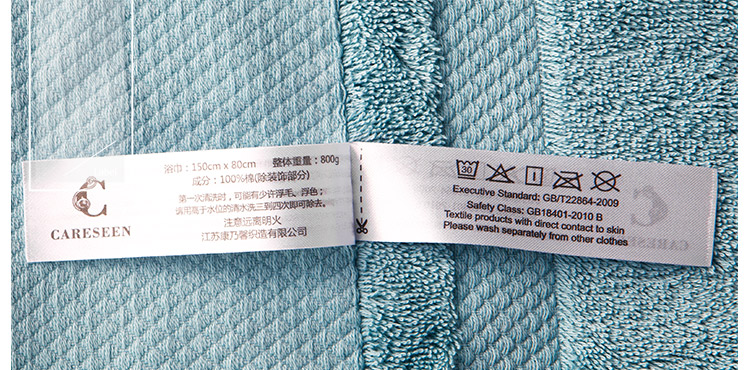 浴巾：150cm x 80cm 整体重量：800g
成分：100%棉(除装饰部分)
第一次清洗时，可能有少许浮毛、浮色；
请用高于水位的清水洗三到四次即可除去。
注意远离明火
江苏康乃馨织造有限公司
C
CARESEEN
30
Executive Standard: GB/T22864-2009
Safety Class: GB18401-2010 B
Textile products with direct contact to skin
Please wash separately from other clothes